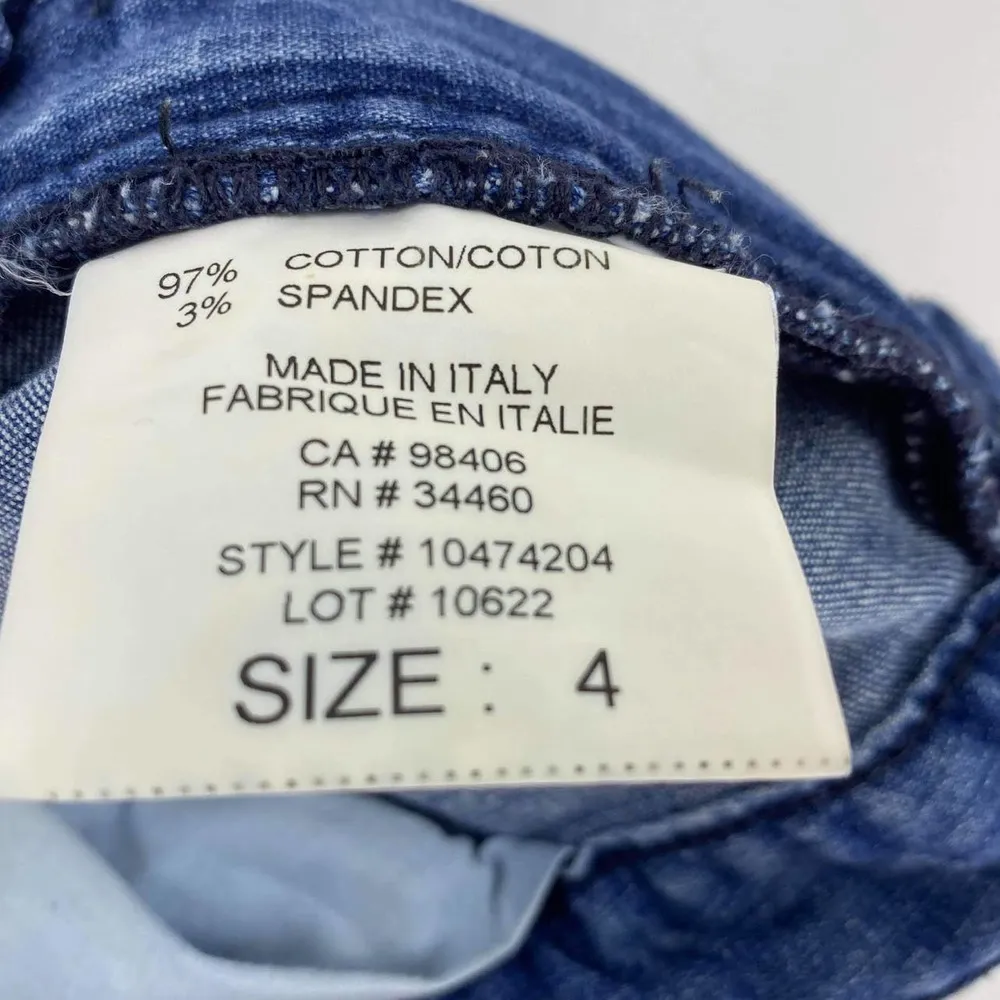 97% COTTON/COTON
3% SPANDEX
MADE IN ITALY
FABRIQUE EN ITALIE
CA # 98406
RN # 34460
STYLE # 10474204
LOT # 10622
SIZE : 4